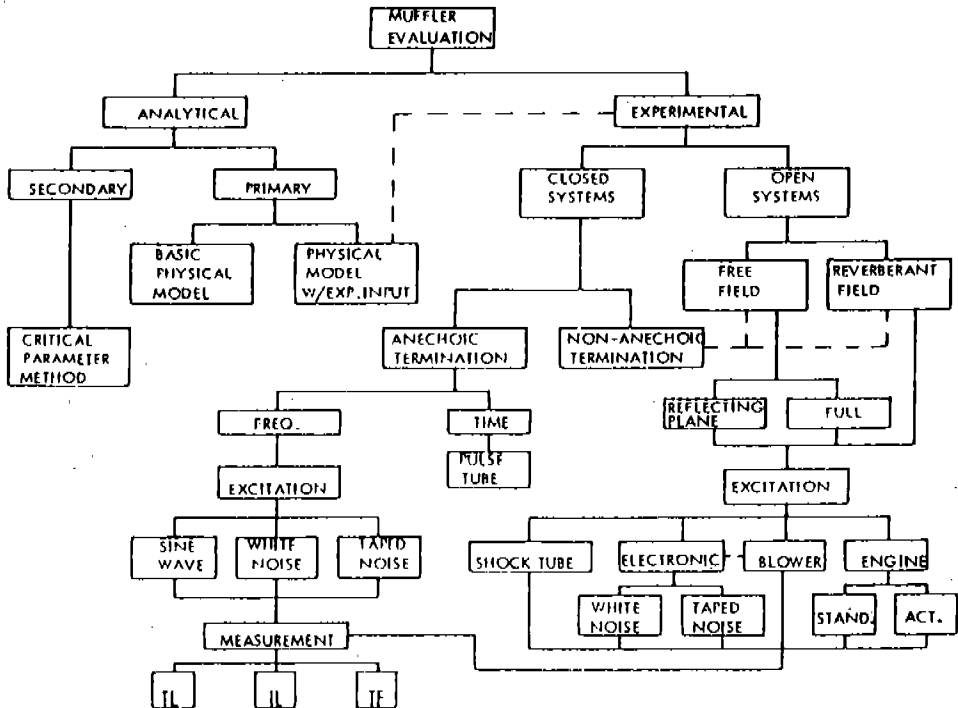 MUFFLER
EVALUATION
ANALYTICAL
EXPERIMENTAL
SECONDARY
PRIMARY
CLOSED
SYSTEMS
OPEN
SYSTEMS
BASIC
PHYSICAL
MODEL
PHYSICAL
MODEL
W/EXP.INPUT
FREE
FIELD
REVERBERANT
FIELD
CRITICAL
PARAMETER
METHOD
ANECHOIC
TERMINATION
NON-ANECHOIC
TERMINATION
REFLECTING
PLANE
FULL
FREQ.
TIME
PULSE
TUBE
EXCITATION
EXCITATION
SINE
WAVE
WHITE
NOISE
TAPED
NOISE
SHOCK TUBE
ELECTRONIC
BLOWER
ENGINE
WHITE
NOISE
TAPED
NOISE
STAND.
ACT.
MEASUREMENT
TL
IL
TF